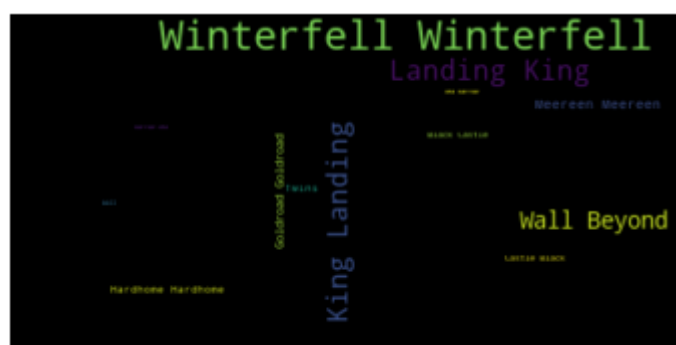 Winterfell Winterfell
Landing King
Meereen Meereen
Black Castle
Goldroad Goldroad
Twins
King Landing
Wall Beyond
Castle Black
Hardhome Hardhome